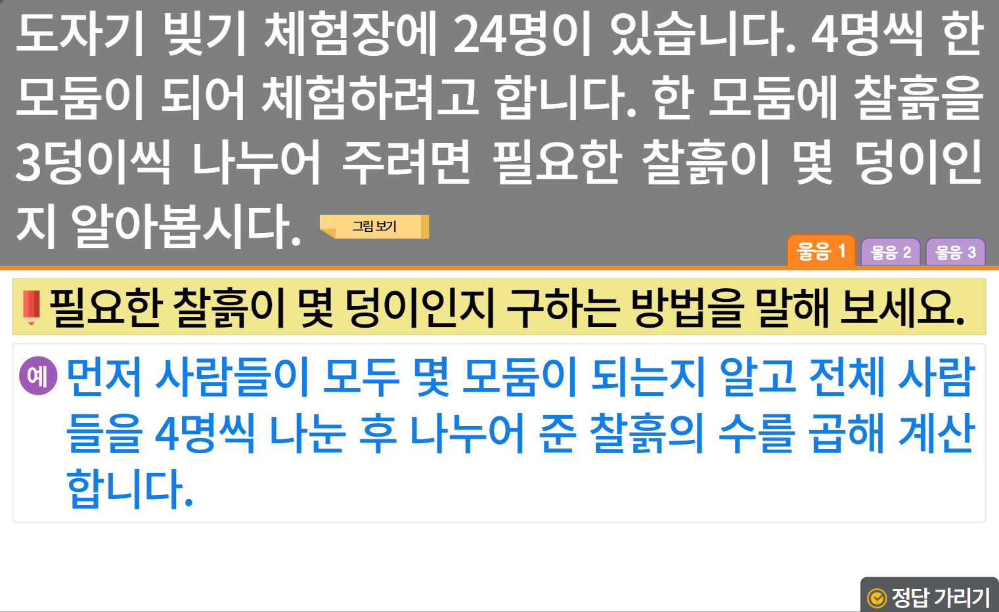 도자기 빚기 체험장에 24명이 있습니다. 4명씩 한
모둠이 되어 체험하려고 합니다. 한 모둠에 찰흙을
3덩이씩 나누어 주려면 필요한 찰흙이 몇 덩이인
지 알아봅시다. 그림 보기
물음 1 물음 2 물음 3
필요한 찰흙이 몇 덩이인지 구하는 방법을 말해 보세요.
예 먼저 사람들이 모두 몇 모둠이 되는지 알고 전체 사람
들을 4명씩 나눈 후 나누어 준 찰흙의 수를 곱해 계산
합니다.
정답 가리기